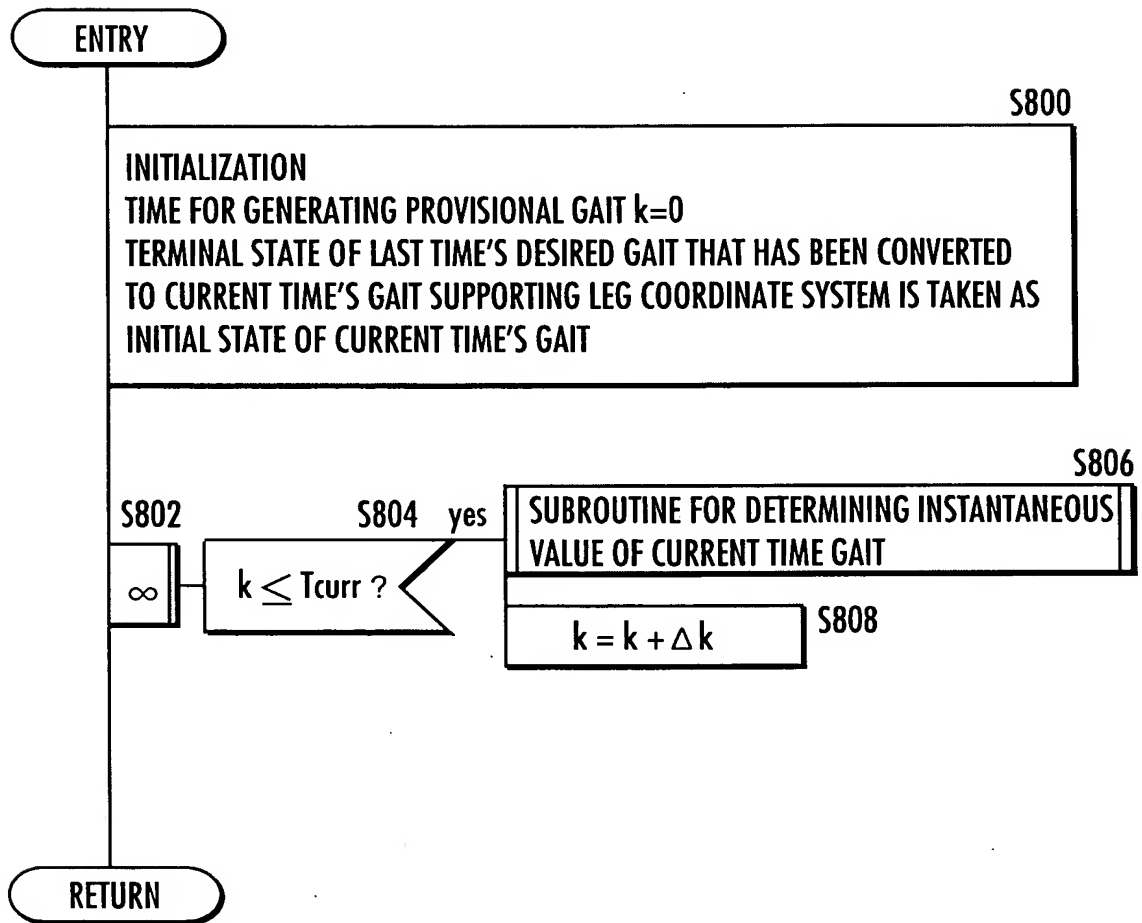 ENTRY
S800
INITIALIZATION
TIME FOR GENERATING PROVISIONAL GAIT k=0
TERMINAL STATE OF LAST TIME'S DESIRED GAIT THAT HAS BEEN CONVERTED
TO CURRENT TIME'S GAIT SUPPORTING LEG COORDINATE SYSTEM IS TAKEN AS
INITIAL STATE OF CURRENT TIME'S GAIT
S802
∞
S804
k ≤ Tcurr ?
yes
S806
SUBROUTINE FOR DETERMINING INSTANTANEOUS
VALUE OF CURRENT TIME GAIT
S808
k = k + Δ k
RETURN